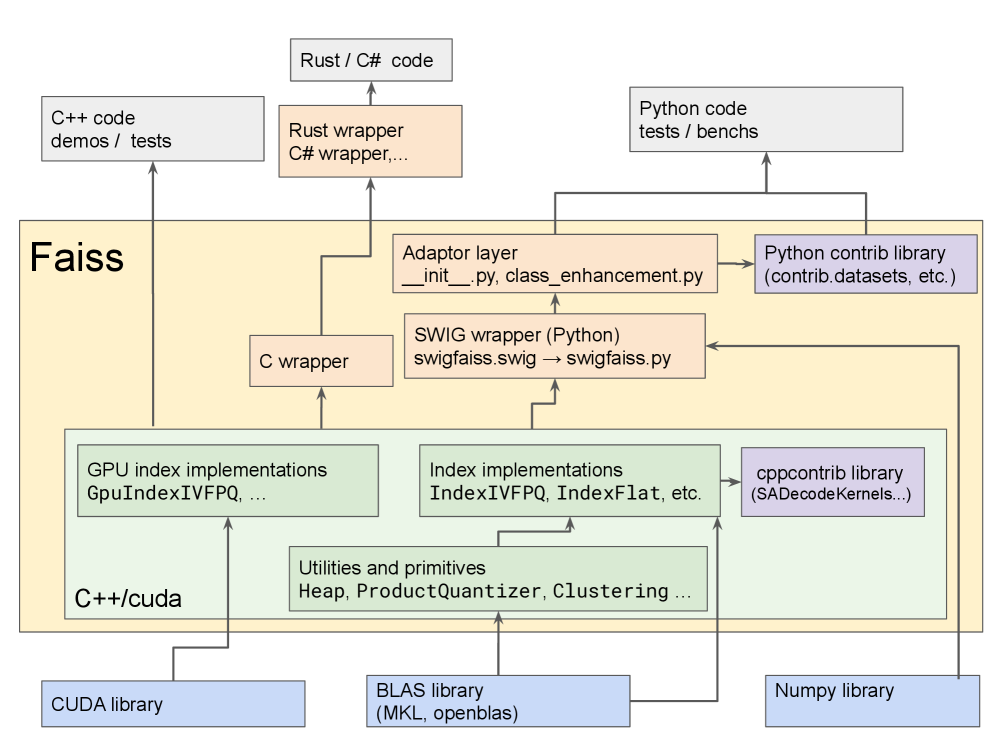 Rust / C# code
C++ code
demos / tests
Rust wrapper
C# wrapper,...
Python code
tests / benchs
Faiss
Adaptor layer
__init__.py, class_enhancement.py
Python contrib library
(contrib.datasets, etc.)
SWIG wrapper (Python)
swigfaiss.swig → swigfaiss.py
C wrapper
GPU index implementations
GpuIndexIVFPQ, ...
Index implementations
IndexIVFPQ, IndexFlat, etc.
cppcontrib library
(SADecodeKernels...)
Utilities and primitives
Heap, ProductQuantizer, Clustering ...
C++/cuda
CUDA library
BLAS library
(MKL, openblas)
Numpy library